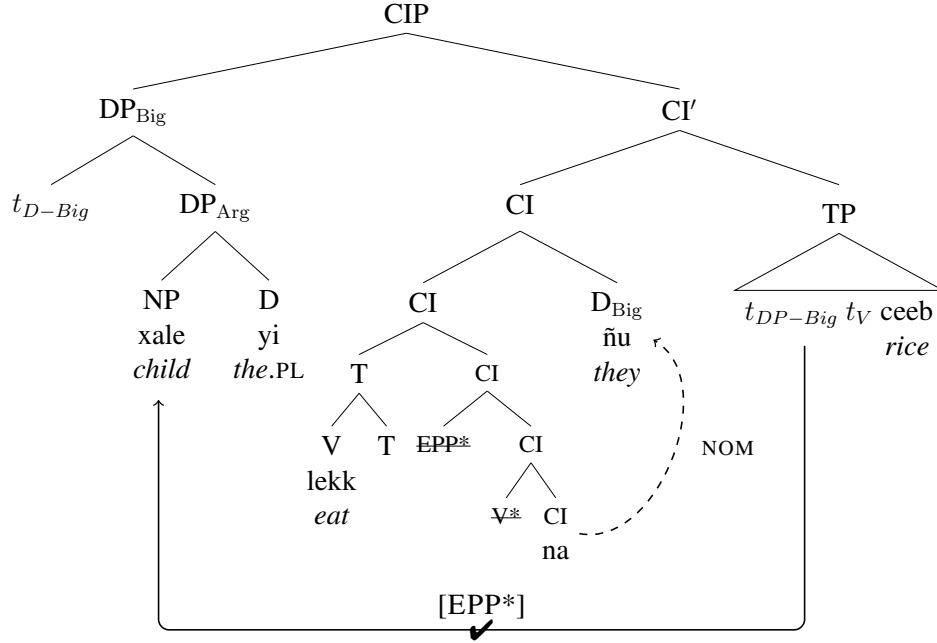 CIP
DP_Big CI′
t_D−Big DP_Arg CI TP
NP D CI D_Big t_DP−Big t_V ceeb
xale yi ñu rice
child the.PL T CI they
V T EPP* CI NOM
lekk
eat V* CI
na
[EPP*]
✔